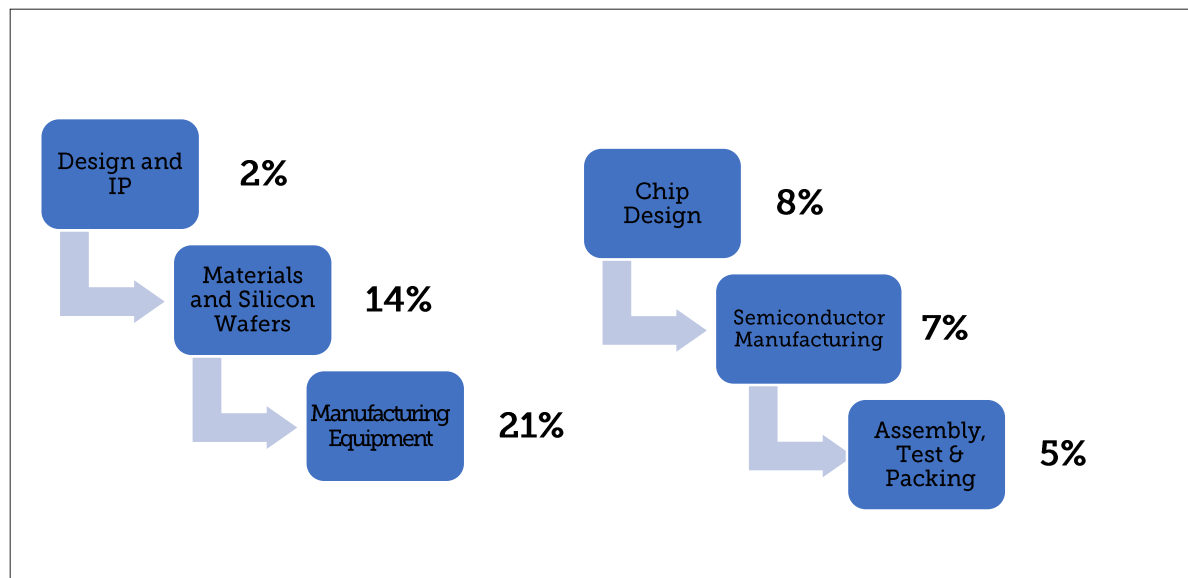 Design and
IP
2%
Materials
and Silicon
Wafers
14%
Manufacturing
Equipment
21%
Chip
Design
8%
Semiconductor
Manufacturing
7%
Assembly,
Test &
Packing
5%